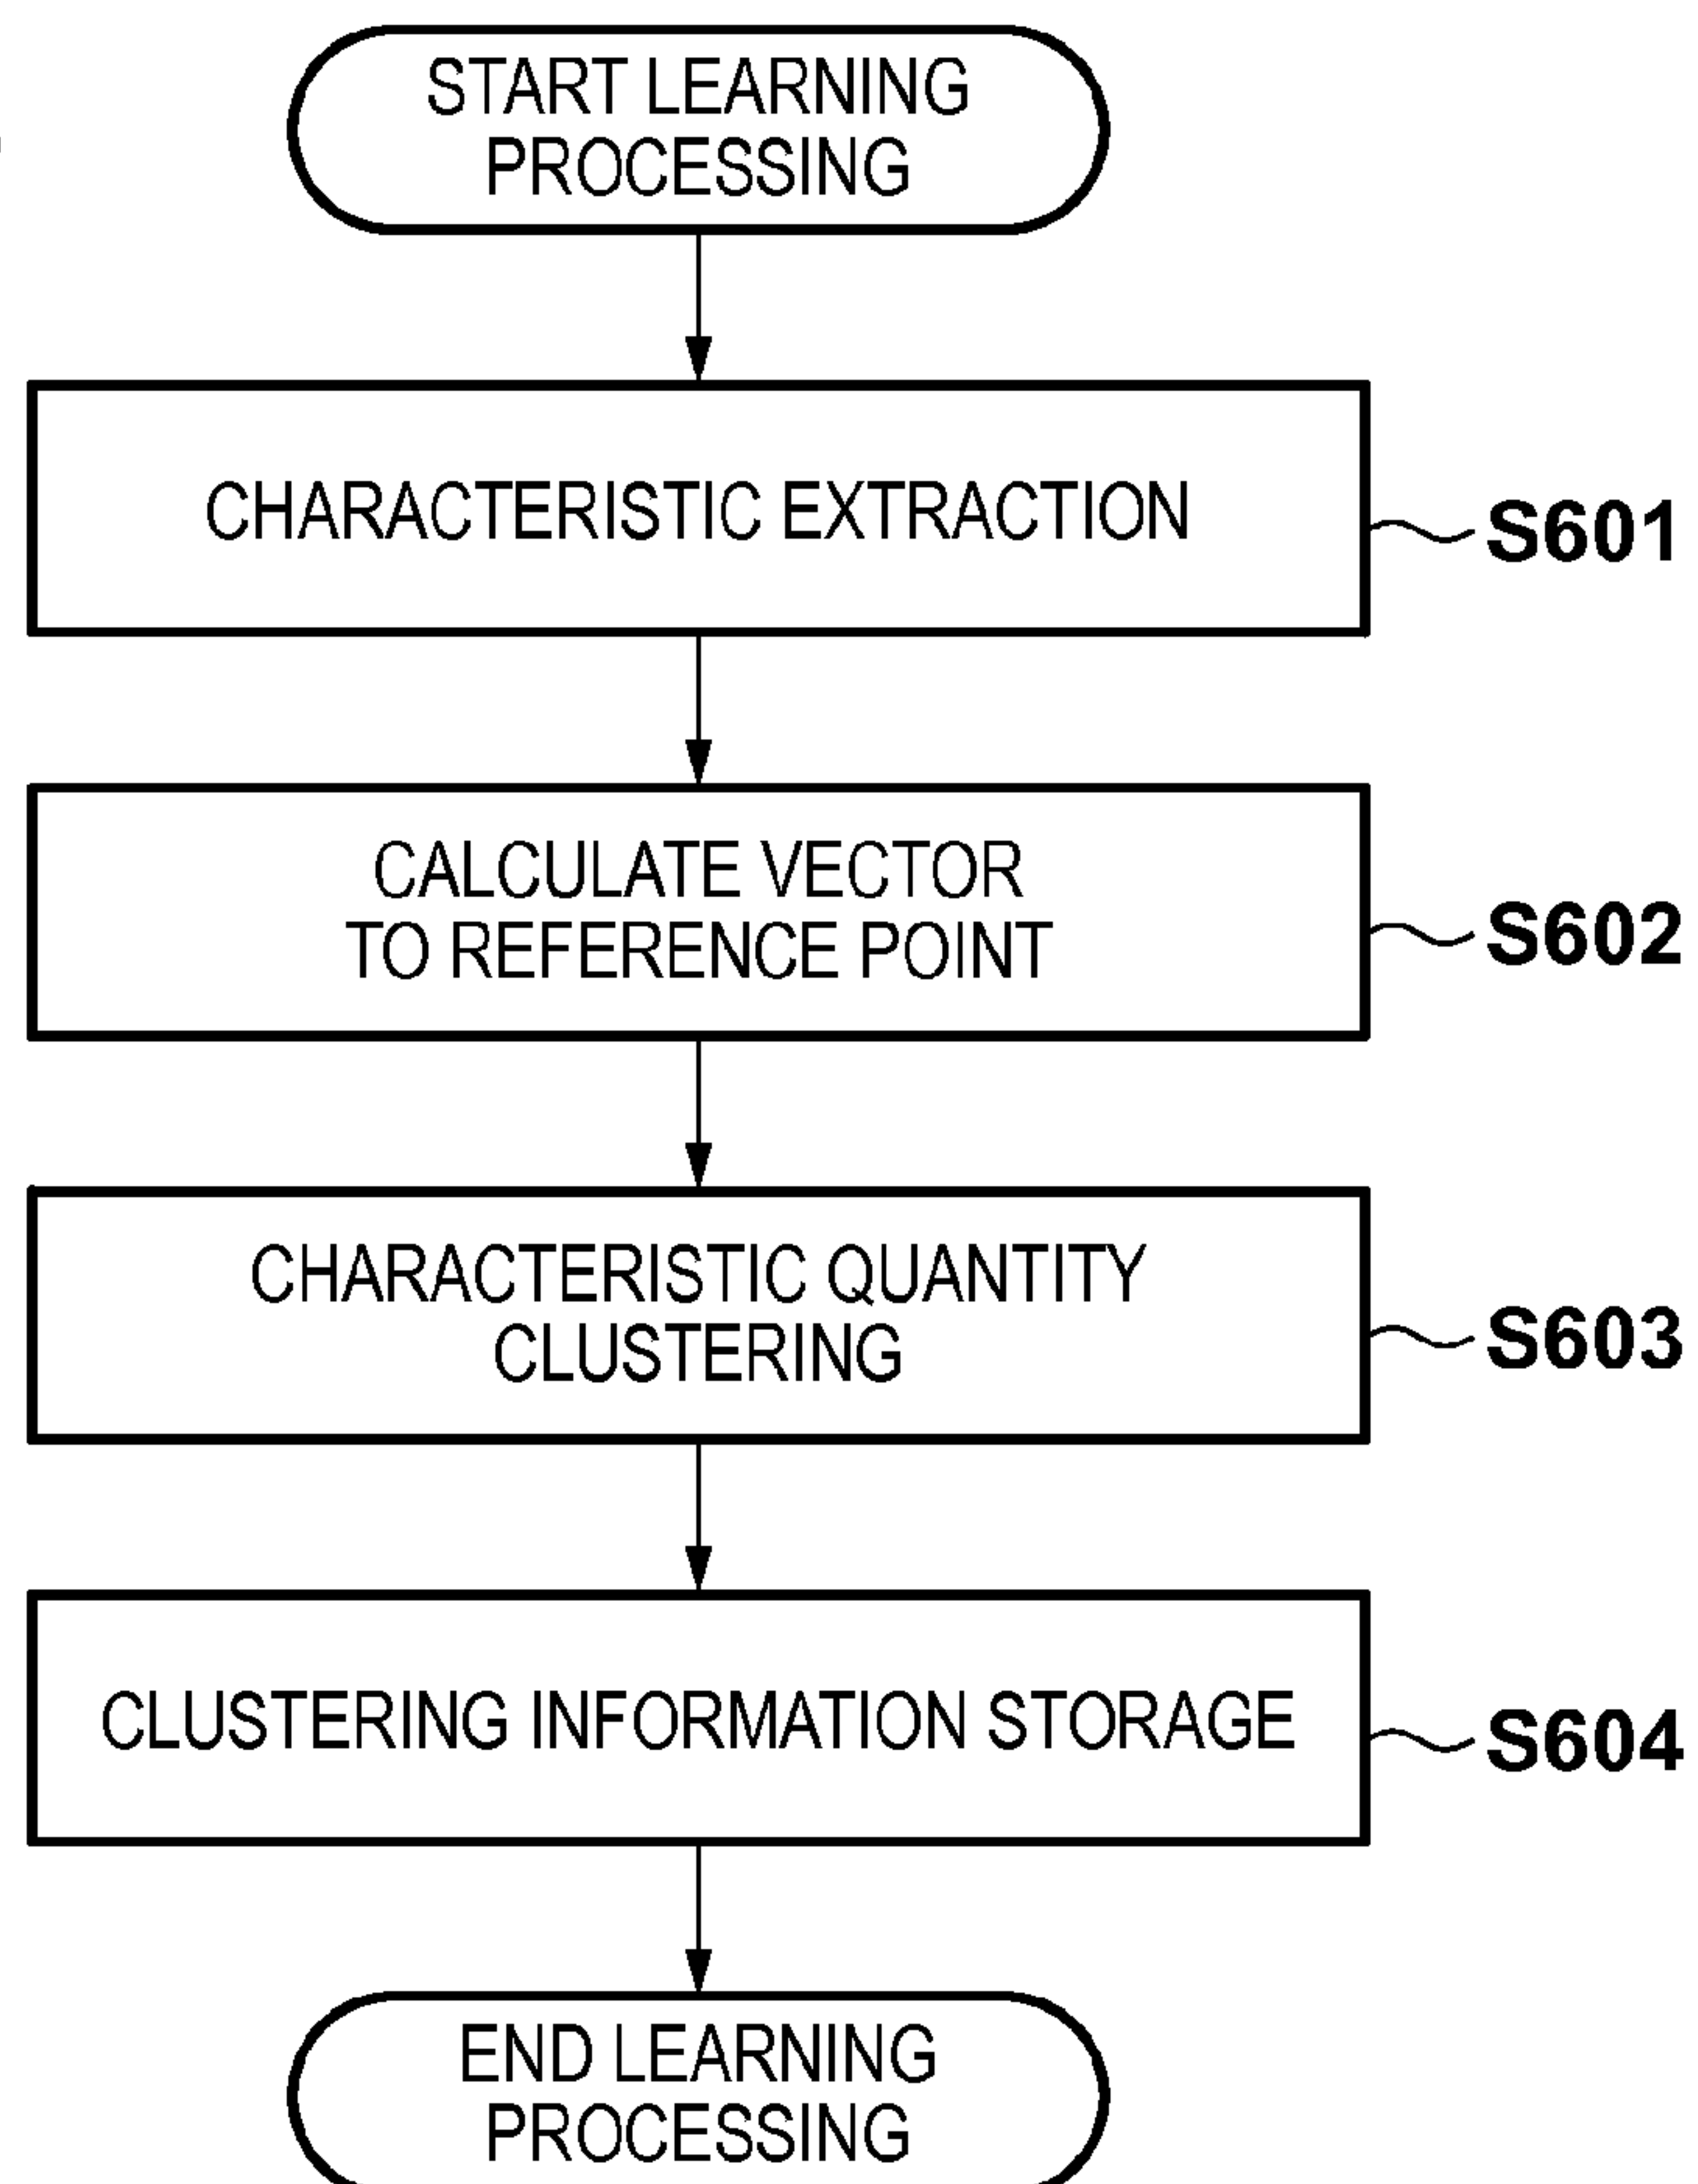 START LEARNING
PROCESSING
CHARACTERISTIC EXTRACTION
S601
CALCULATE VECTOR
TO REFERENCE POINT
S602
CHARACTERISTIC QUANTITY
CLUSTERING
S603
CLUSTERING INFORMATION STORAGE
S604
END LEARNING
PROCESSING